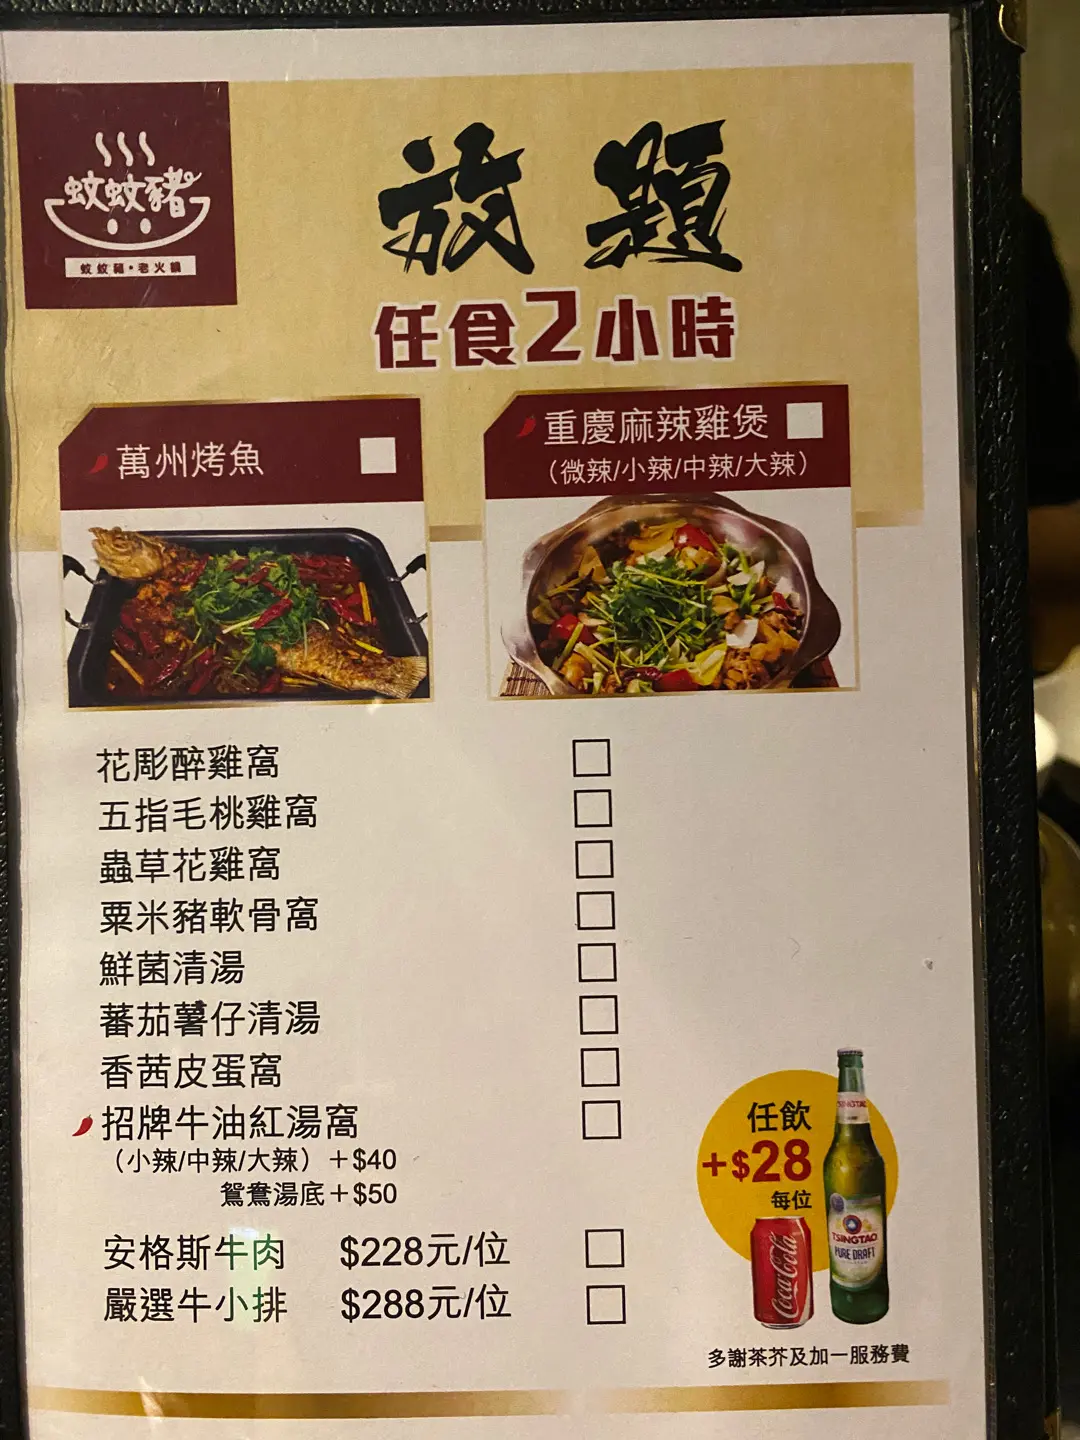 蚊蚊豬
蚊蚊豬•老火鍋
放題
任食2小時
萬州烤魚
重慶麻辣雞煲
（微辣/小辣/中辣/大辣）
花彫醉雞窩
五指毛桃雞窩
蟲草花雞窩
粟米豬軟骨窩
鮮菌清湯
蕃茄薯仔清湯
香茜皮蛋窩
招牌牛油紅湯窩
（小辣/中辣/大辣）＋$40
鴛鴦湯底＋$50
安格斯牛肉 $228元/位
嚴選牛小排 $288元/位
任飲
+$28
每位
TSINGTAO
TSINGTAO
PURE DRAFT
Coca-Cola
多謝茶芥及加一服務費